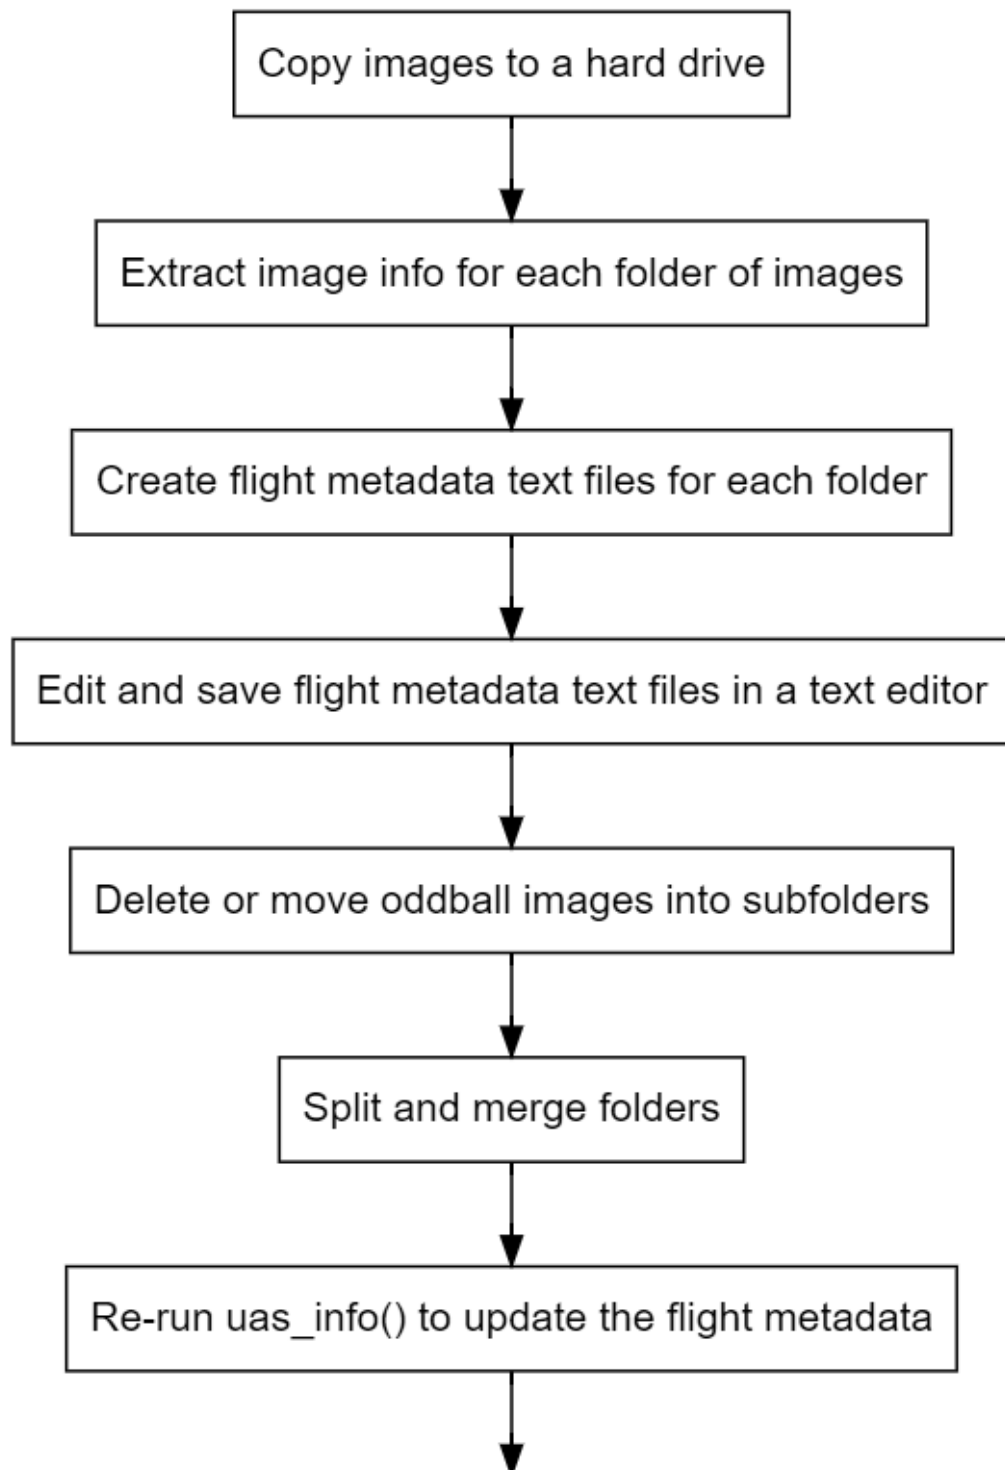 Copy images to a hard drive
Extract image info for each folder of images
Create flight metadata text files for each folder
Edit and save flight metadata text files in a text editor
Delete or move oddball images into subfolders
Split and merge folders
Re-run uas_info() to update the flight metadata